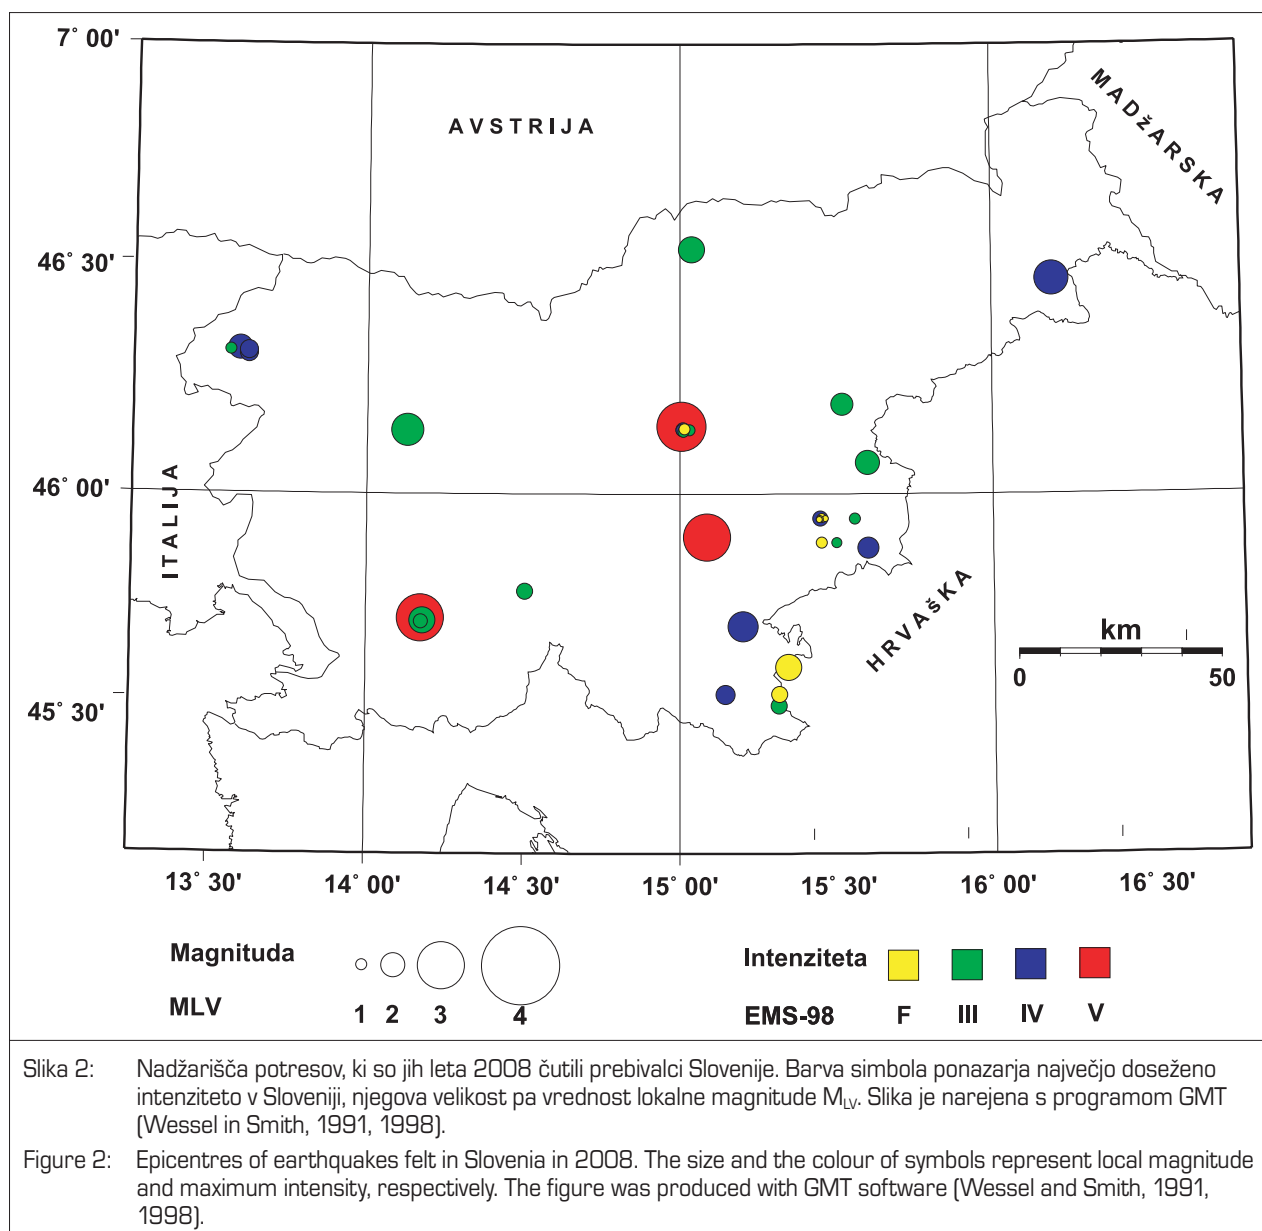 7° 00'
AVSTRIJA
MADŽARSKA
46° 30'
46° 00'
ITALIJA
HRVAšKA
km
0 50
45° 30'
13° 30' 14° 00' 14° 30' 15° 00' 15° 30' 16° 00' 16° 30'
Magnituda
MLV 1 2 3 4
Intenziteta
EMS-98 F III IV V
Slika 2: Nadžarišča potresov, ki so jih leta 2008 čutili prebivalci Slovenije. Barva simbola ponazarja največjo doseženo
intenziteto v Sloveniji, njegova velikost pa vrednost lokalne magnitude MLV. Slika je narejena s programom GMT
(Wessel in Smith, 1991, 1998).
Figure 2: Epicentres of earthquakes felt in Slovenia in 2008. The size and the colour of symbols represent local magnitude
and maximum intensity, respectively. The figure was produced with GMT software (Wessel and Smith, 1991,
1998).